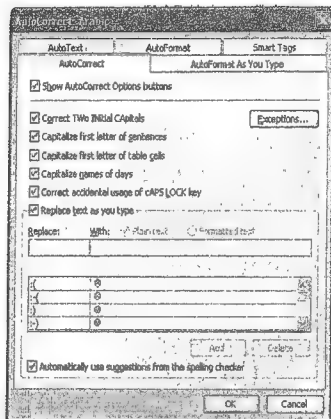 AutoText AutoFormat Smart Tags
AutoCorrect AutoFormat As You Type
Show AutoCorrect Options buttons
Correct TWo INitial CApitals
Exceptions...
Capitalize first letter of sentences
Capitalize first letter of table cells
Capitalize names of days
Correct accidental usage of cAPS LOCK key
Replace text as you type
Replace: With: Plain text Formatted text
:(
:-(
Add Delete
Automatically use suggestions from the spelling checker
OK Cancel